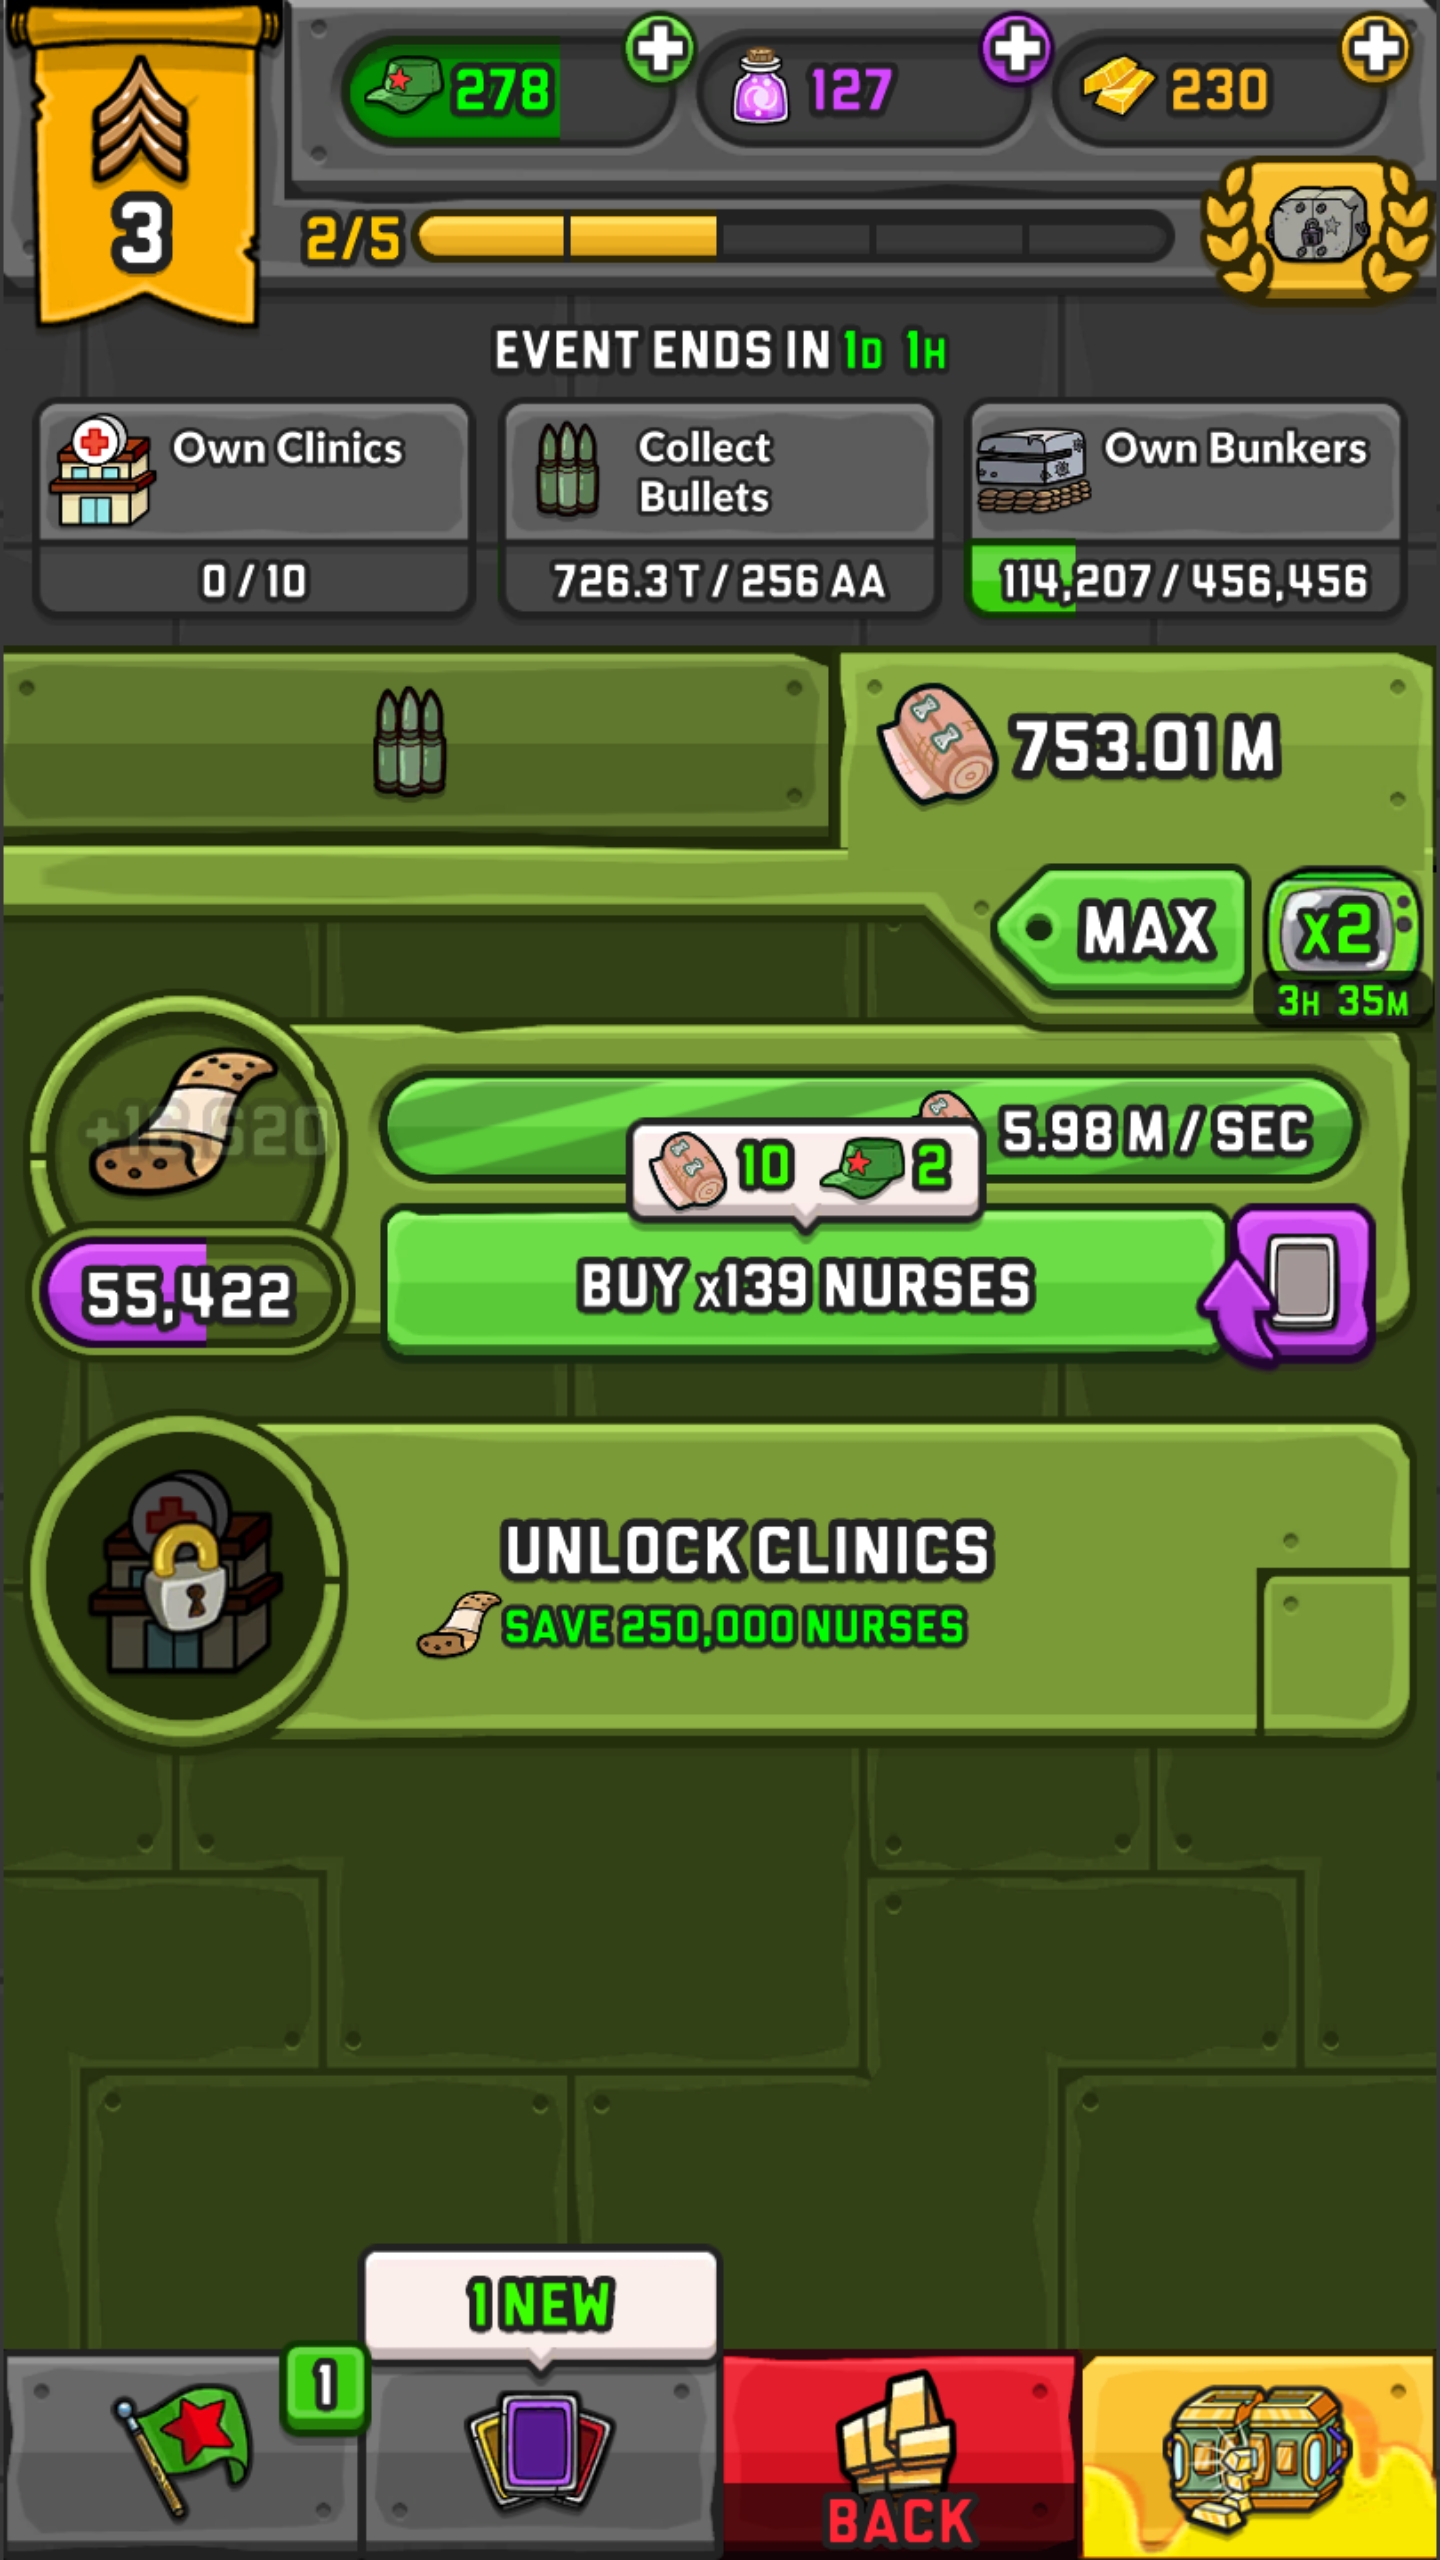 278
127
230
3
2/5
EVENT ENDS IN 1D 1H
Own Clinics
0 / 10
Collect
Bullets
726.3 T / 256 AA
Own Bunkers
114,207 / 456,456
753.01 M
MAX
x2
3H 35M
5.98 M / SEC
10 2
55,422
BUY x139 NURSES
UNLOCK CLINICS
SAVE 250,000 NURSES
1 NEW
1
BACK